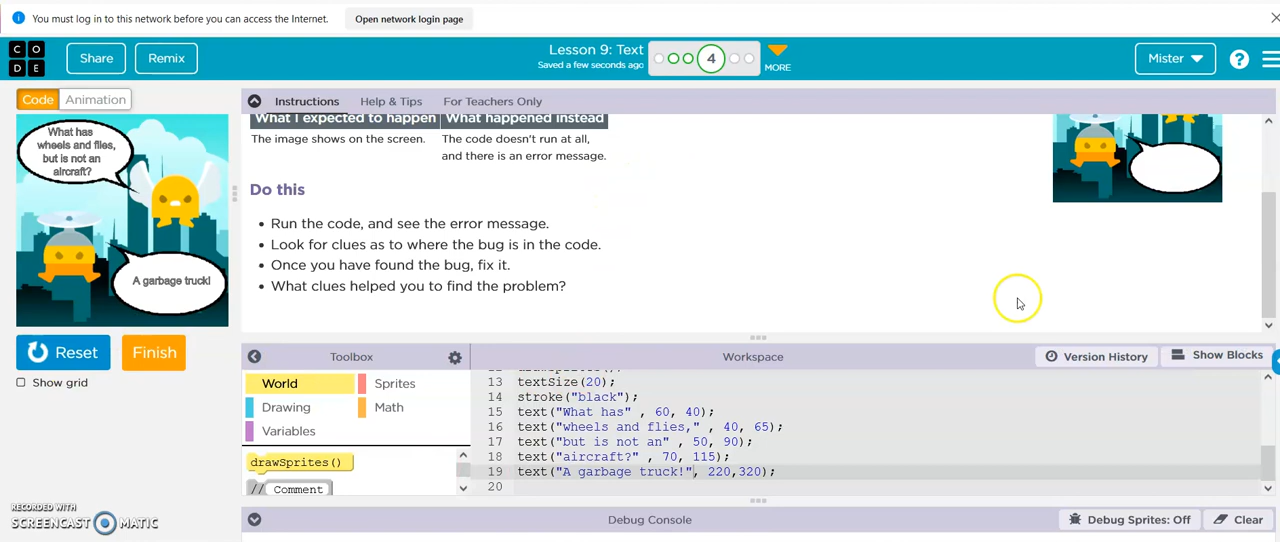 You must log in to this network before you can access the Internet. Open network login page
CODE
Share
Remix
Lesson 9: Text
Saved a few seconds ago
4
MORE
Mister
Code Animation
Instructions Help & Tips For Teachers Only
What I expected to happen What happened instead
The image shows on the screen. The code doesn't run at all,
and there is an error message.
Do this
• Run the code, and see the error message.
• Look for clues as to where the bug is in the code.
• Once you have found the bug, fix it.
• What clues helped you to find the problem?
What has
wheels and flies,
but is not an
aircraft?
A garbage truck!
Reset Finish
Show grid
Toolbox
World Sprites
Drawing Math
Variables
drawSprites()
// Comment
Workspace Version History Show Blocks
12 drawSprites();
13 textSize(20);
14 stroke("black");
15 text("What has" , 60, 40);
16 text("wheels and flies," , 40, 65);
17 text("but is not an" , 50, 90);
18 text("aircraft?" , 70, 115);
19 text("A garbage truck!", 220,320);
20
Debug Console Debug Sprites: Off Clear
RECORDED WITH
SCREENCAST MATIC